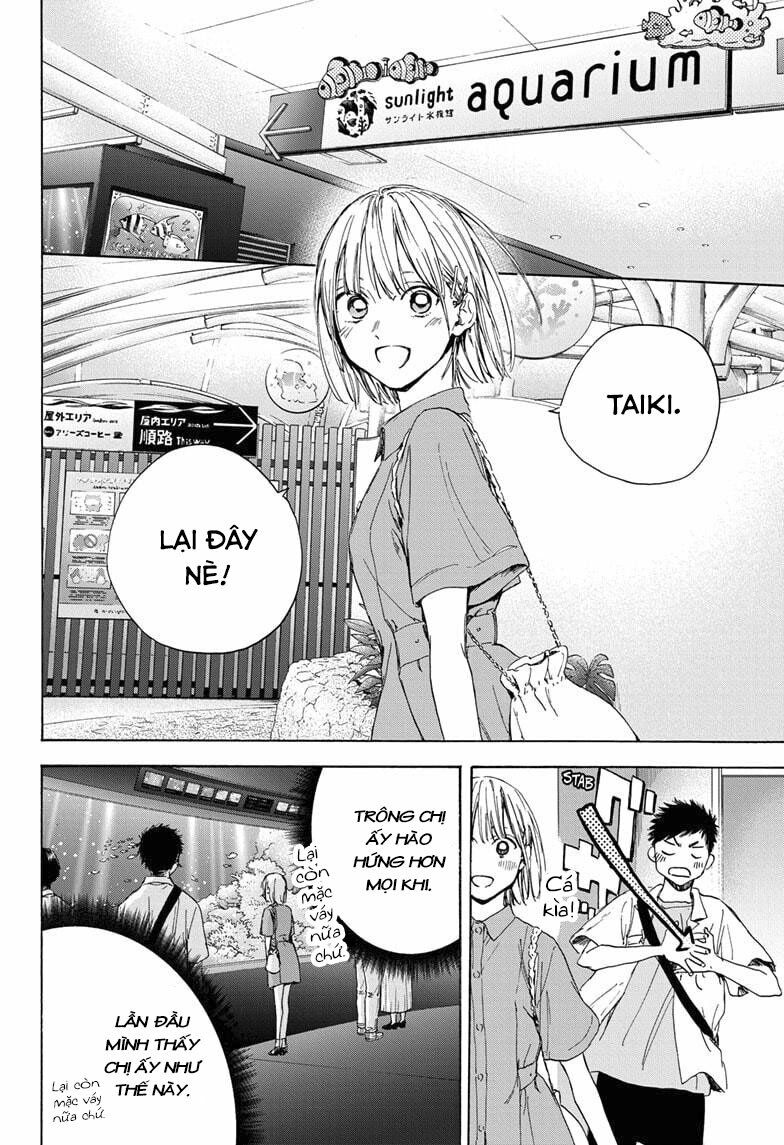 sunlight
サンライト水族館
aquarium
TAIKI.
屋外エリア
屋内エリア
順路 This way
LẠI ĐÂY
NÈ!
STAB
Cá
kìa!
TRÔNG CHỊ
ẤY HÀO
HỨNG HƠN
MỌI KHI.
Lại còn
mặc váy
nữa chứ.
LẦN ĐẦU
MÌNH THẤY
CHỊ ẤY NHƯ
THẾ NÀY.
Lại còn
mặc váy
nữa chứ.